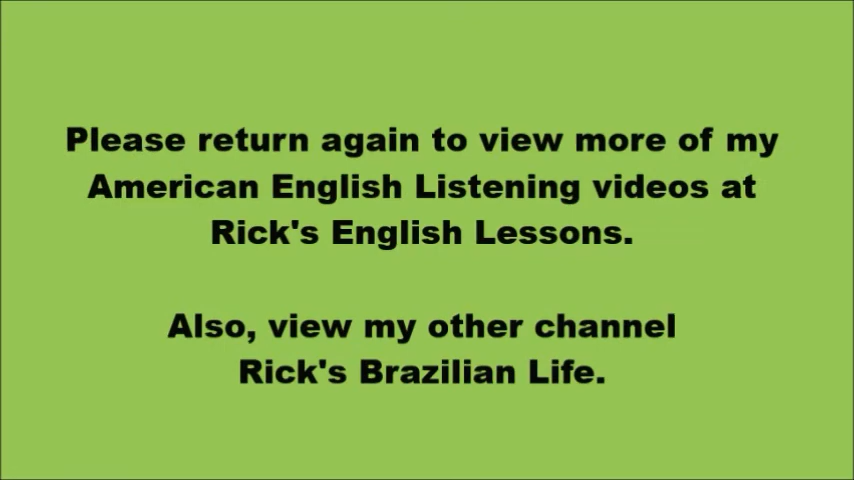 Please return again to view more of my
American English Listening videos at
Rick's English Lessons.
Also, view my other channel
Rick's Brazilian Life.